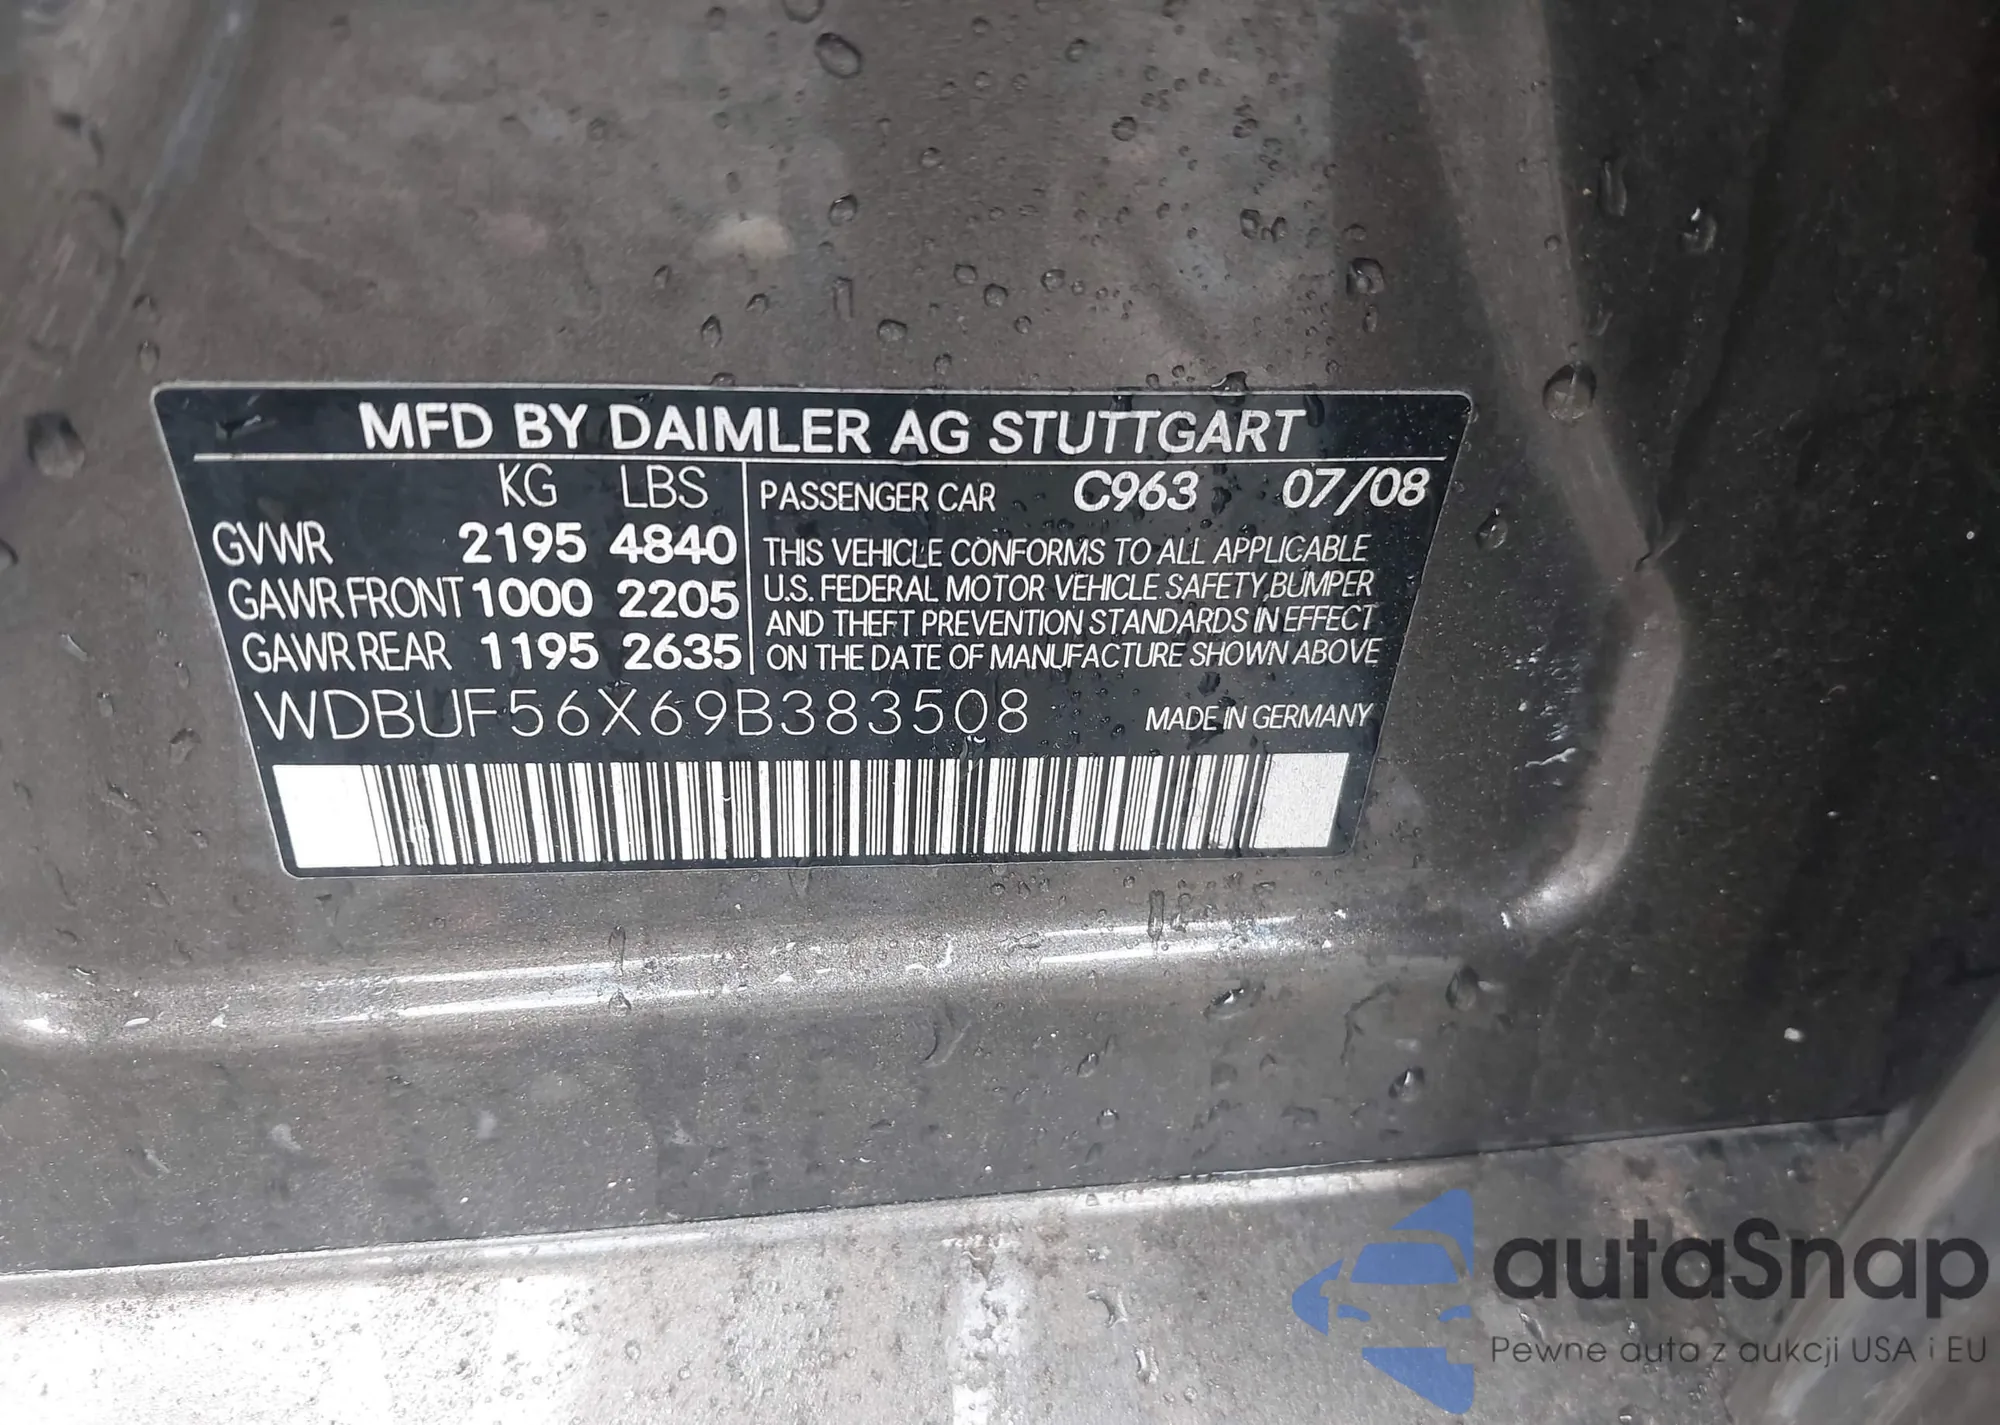 MFD BY DAIMLER AG STUTTGART
KG LBS
GVWR 2195 4840
GAWR FRONT 1000 2205
GAWR REAR 1195 2635
PASSENGER CAR C963 07/08
THIS VEHICLE CONFORMS TO ALL APPLICABLE
U.S. FEDERAL MOTOR VEHICLE SAFETY, BUMPER
AND THEFT PREVENTION STANDARDS IN EFFECT
ON THE DATE OF MANUFACTURE SHOWN ABOVE
WDBUF56X69B383508 MADE IN GERMANY
autaSnap
Pewne auta z aukcji USA i EU